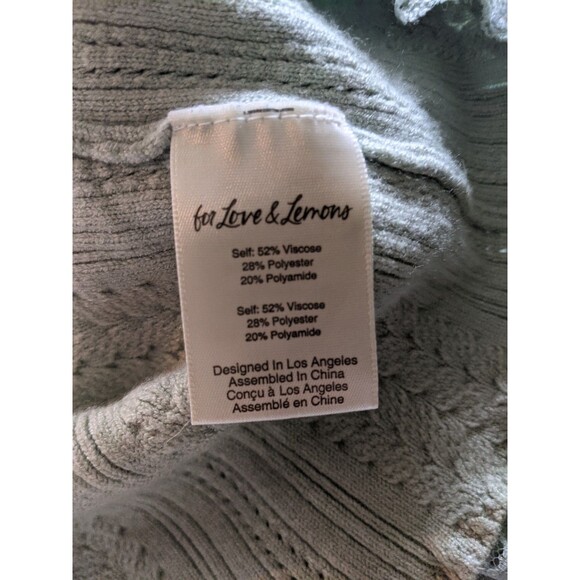 for Love & Lemons
Self: 52% Viscose
28% Polyester
20% Polyamide
Self: 52% Viscose
28% Polyester
20% Polyamide
Designed In Los Angeles
Assembled In China
Conçu à Los Angeles
Assemblé en Chine